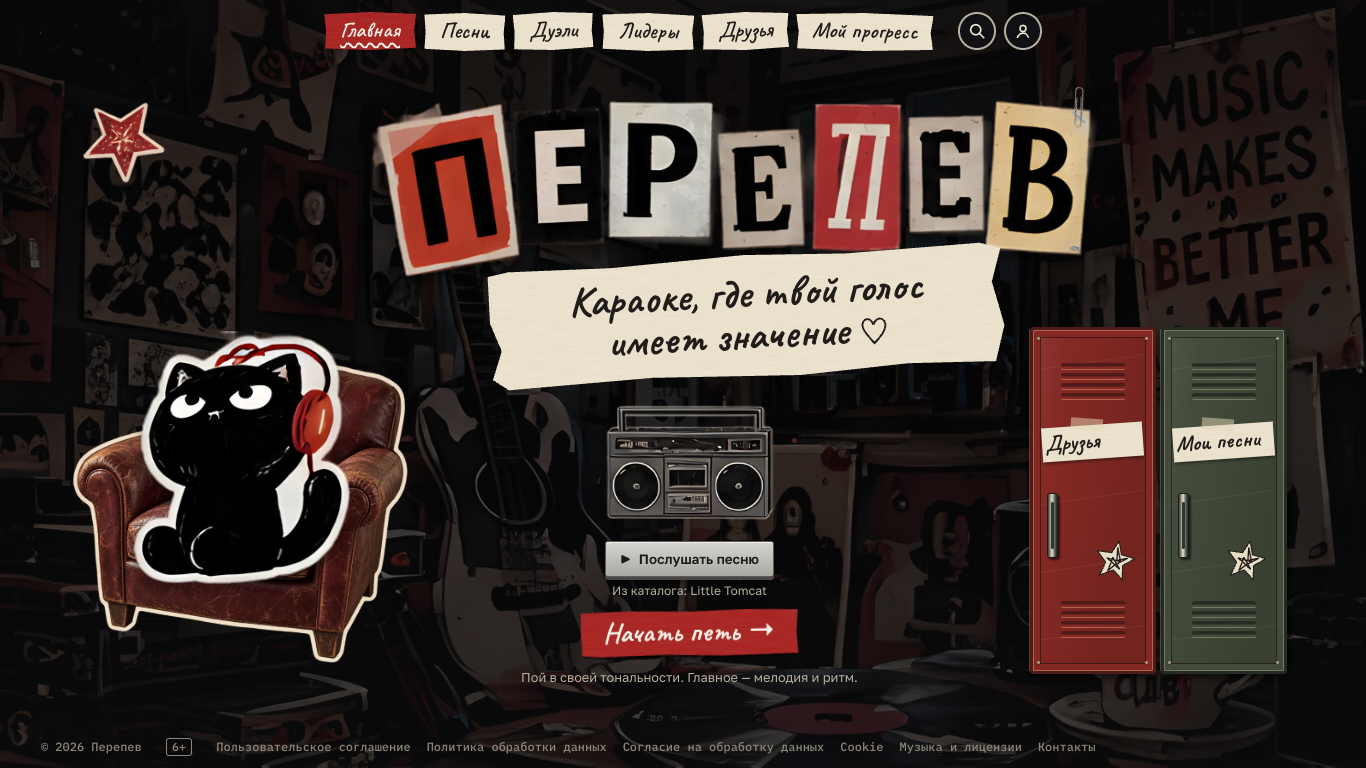 Главная
Песни
Дуэли
Лидеры
Друзья
Мой прогресс
ПЕРЕПЕВ
MUSIC
MAKES
BETTER
ME
Караоке, где твой голос
имеет значение ♡
Друзья
Мои песни
► Послушать песню
Из каталога: Little Tomcat
Начать петь →
Пой в своей тональности. Главное — мелодия и ритм.
© 2026 Перепев
6+
Пользовательское соглашение
Политика обработки данных
Согласие на обработку данных
Cookie
Музыка и лицензии
Контакты